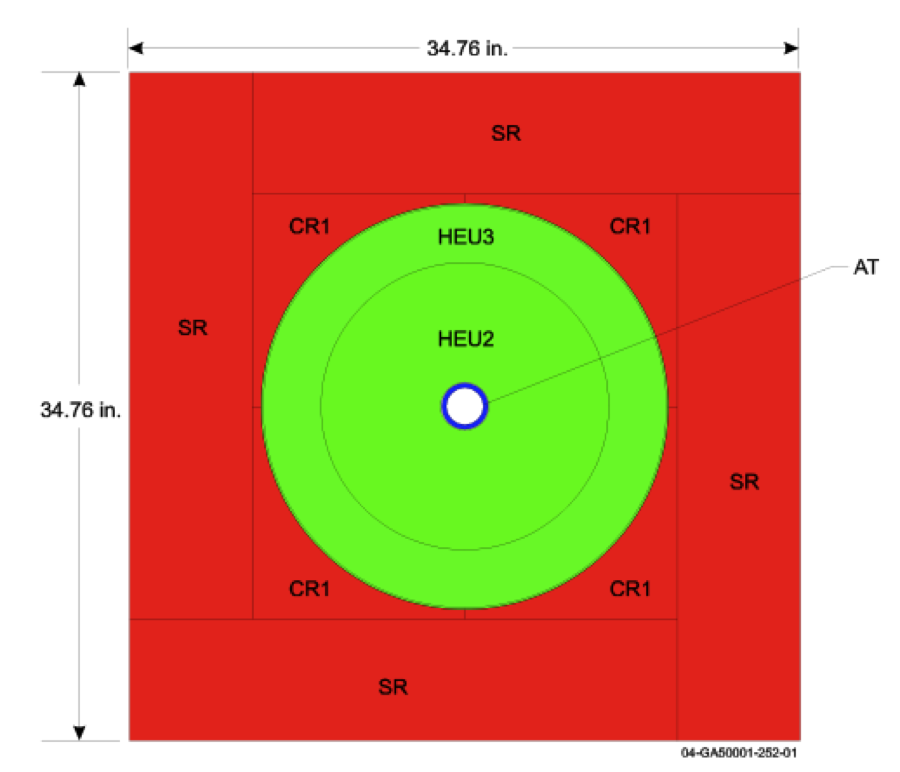 34.76 in.
SR
CR1
CR1
HEU3
AT
SR
HEU2
34.76 in.
SR
CR1
CR1
SR
04-GA50001-252-01